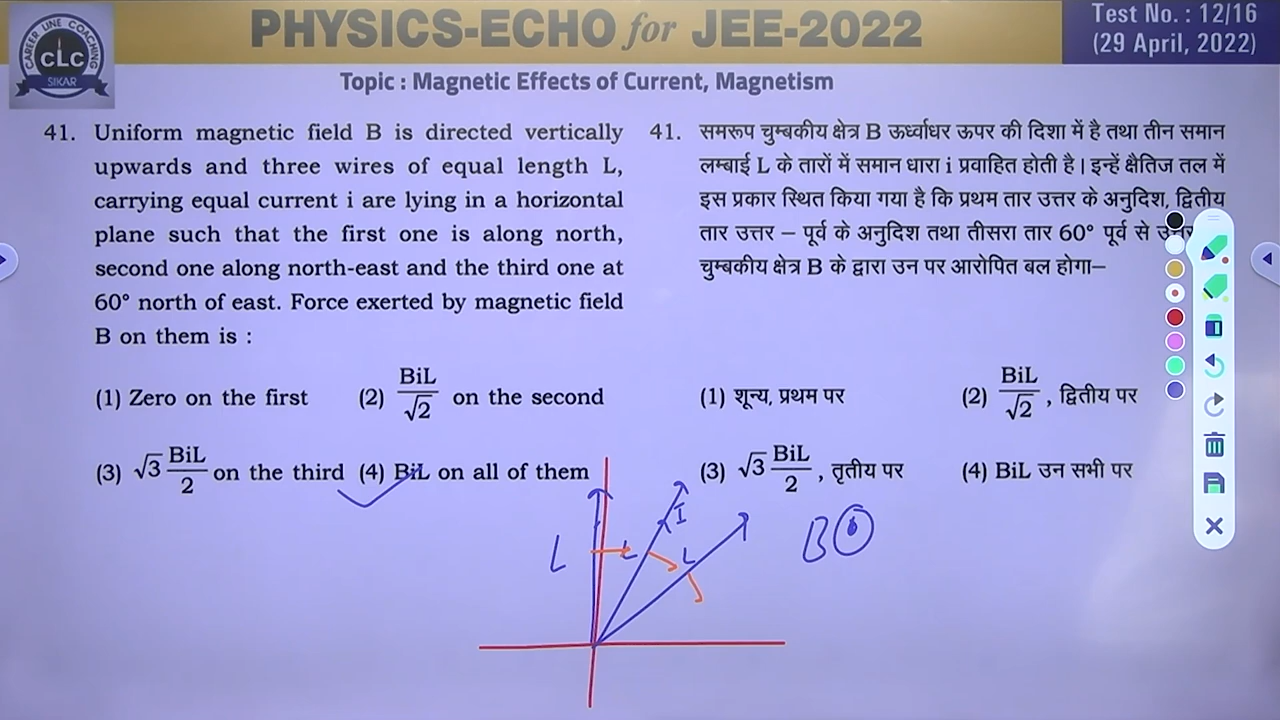 CAREER LINE COACHING
CLC
SIKAR
PHYSICS-ECHO for JEE-2022
Test No. : 12/16
(29 April, 2022)
Topic : Magnetic Effects of Current, Magnetism
41. Uniform magnetic field B is directed vertically
upwards and three wires of equal length L,
carrying equal current i are lying in a horizontal
plane such that the first one is along north,
second one along north-east and the third one at
60° north of east. Force exerted by magnetic field
B on them is :
(1) Zero on the first (2) BiL/√2 on the second
(3) √3 BiL/2 on the third (4) BiL on all of them
41. समरूप चुम्बकीय क्षेत्र B ऊर्ध्वाधर ऊपर की दिशा में है तथा तीन समान
लम्बाई L के तारों में समान धारा i प्रवाहित होती है। इन्हें क्षैतिज तल में
इस प्रकार स्थित किया गया है कि प्रथम तार उत्तर के अनुदिश, द्वितीय
तार उत्तर – पूर्व के अनुदिश तथा तीसरा तार 60° पूर्व से
चुम्बकीय क्षेत्र B के द्वारा उन पर आरोपित बल होगा–
(1) शून्य, प्रथम पर (2) BiL/√2 , द्वितीय पर
(3) √3 BiL/2 , तृतीय पर (4) BiL उन सभी पर
L
L
I
L
B